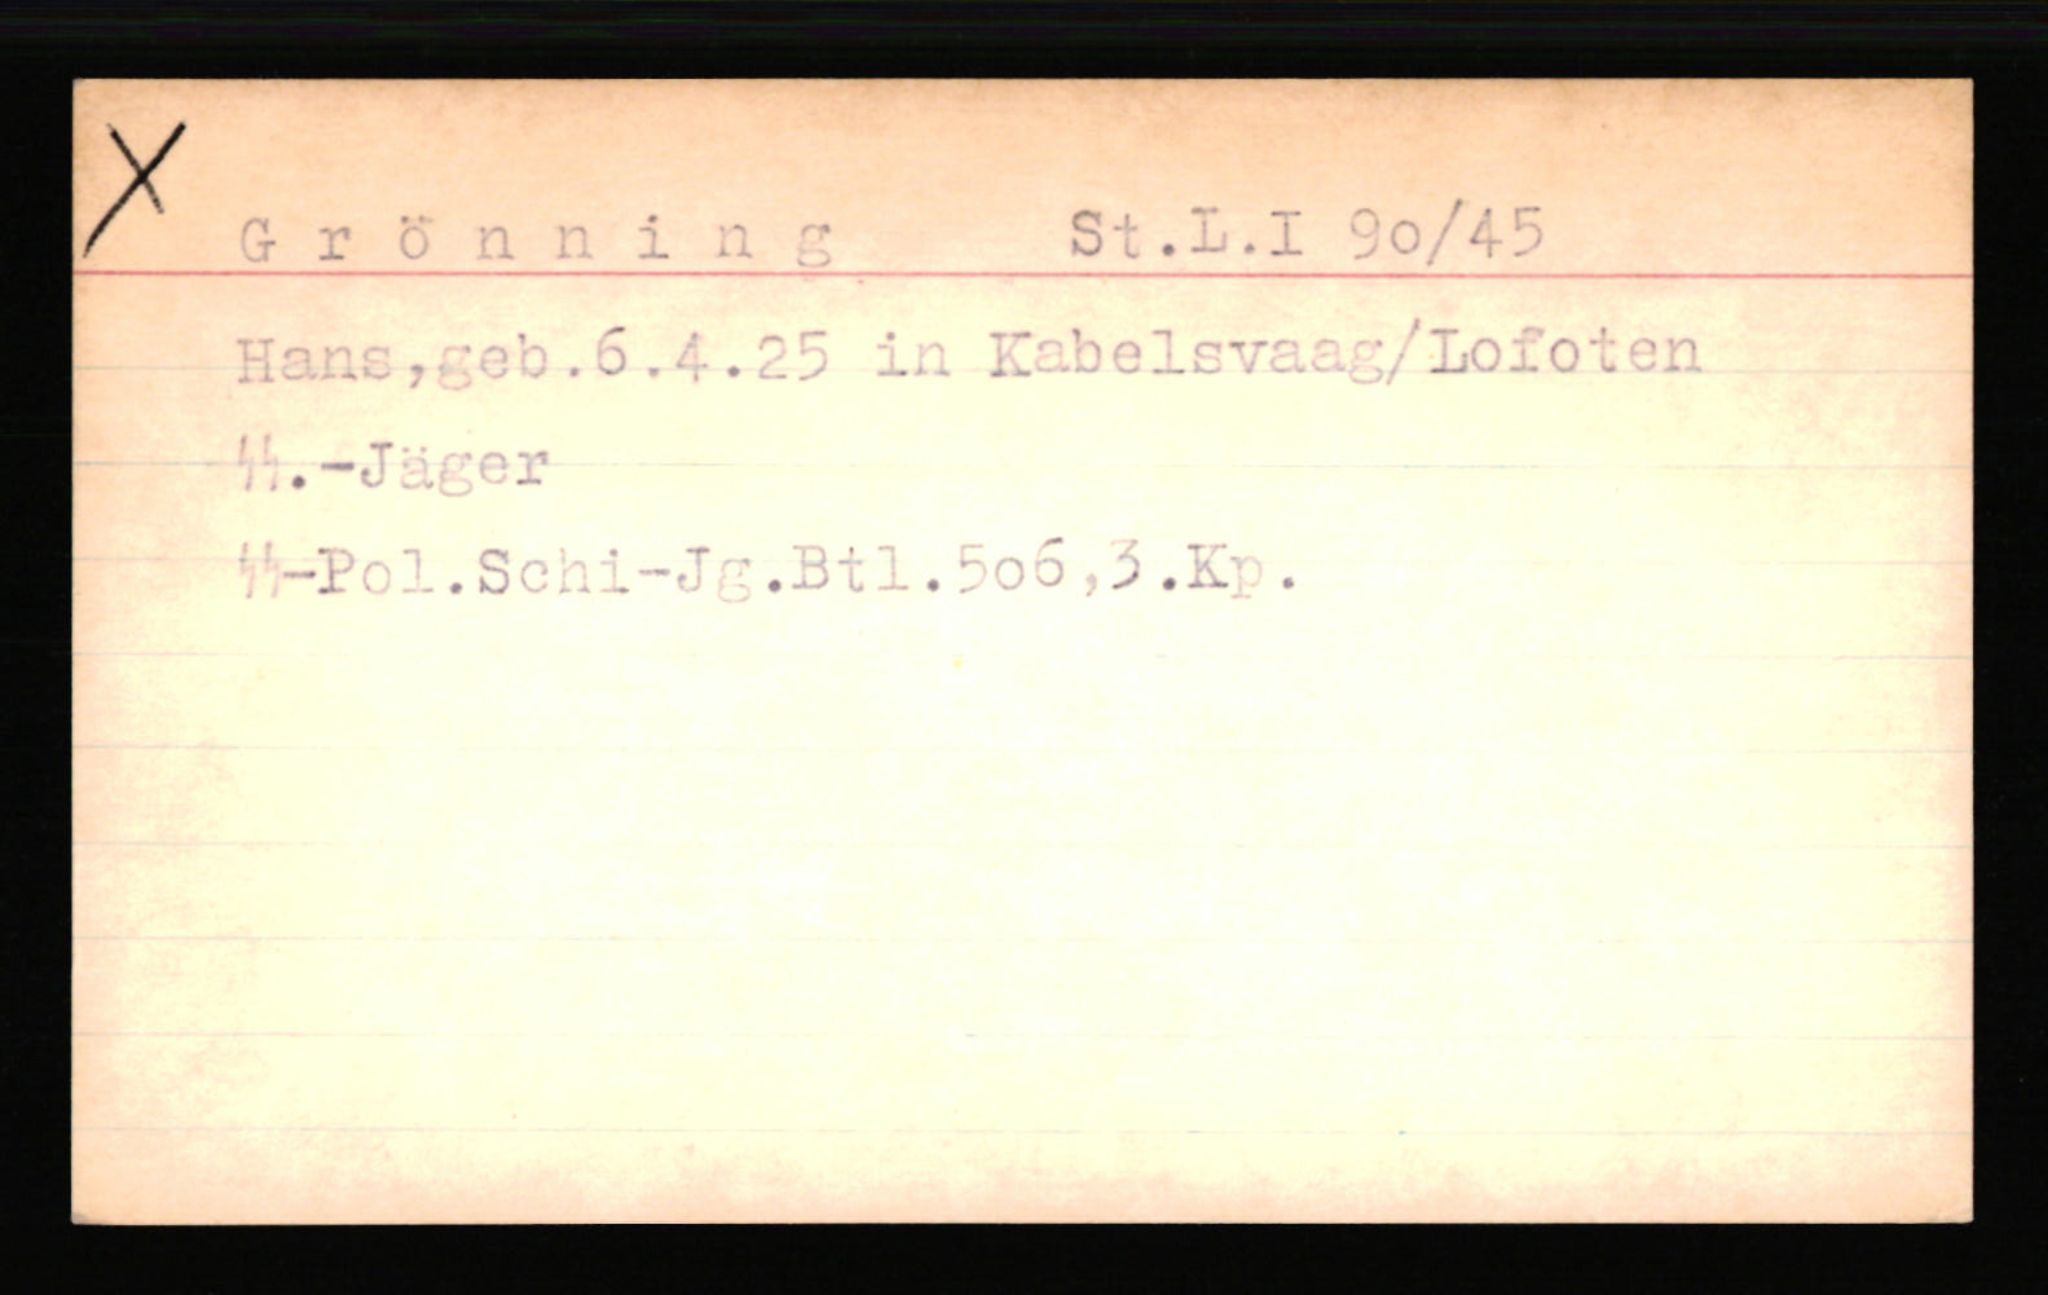 X
Grönning St.L.I 9o/45
Hans,geb.6.4.25 in Kabelsvaag/Lofoten
ᛋᛋ.-Jäger
ᛋᛋ-Pol.Schi-Jg.Btl.5o6,3.Kp.